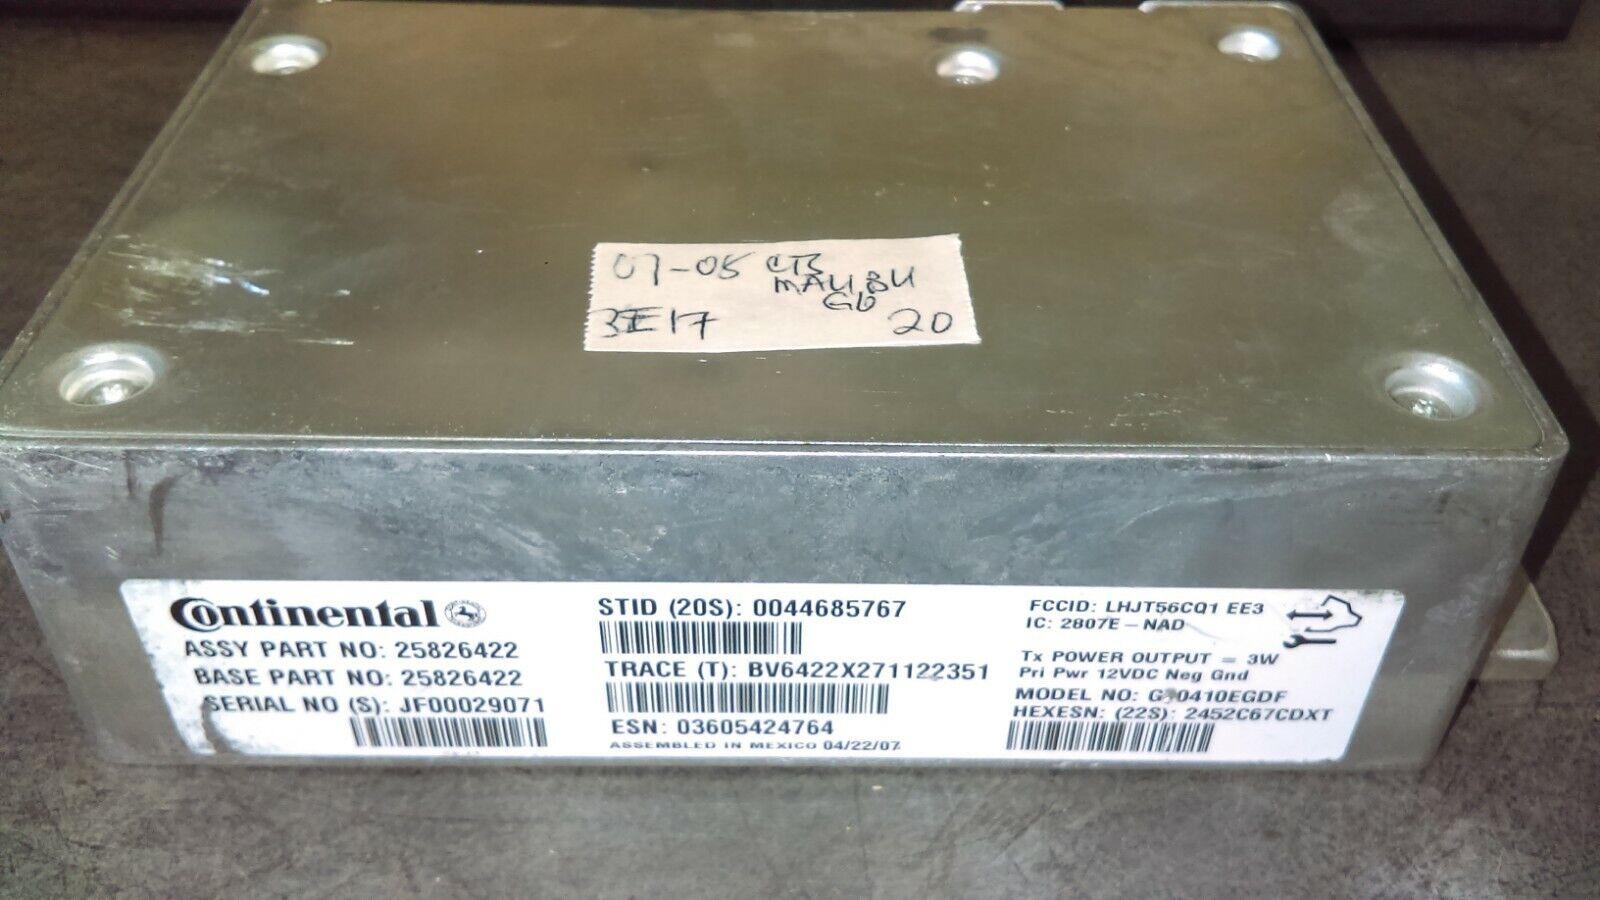 07-05 CTS
MALIBU
G6
3E17 20
Continental
ASSY PART NO: 25826422
BASE PART NO: 25826422
SERIAL NO (S): JF00029071
STID (20S): 0044685767
TRACE (T): BV6422X271122351
ESN: 03605424764
ASSEMBLED IN MEXICO 04/22/07
FCCID: LHJT56CQ1 EE3
IC: 2807E-NAD
Tx POWER OUTPUT = 3W
Pri Pwr 12VDC Neg Gnd
MODEL NO:
HEXESN: (22S): 2452C67CDXT